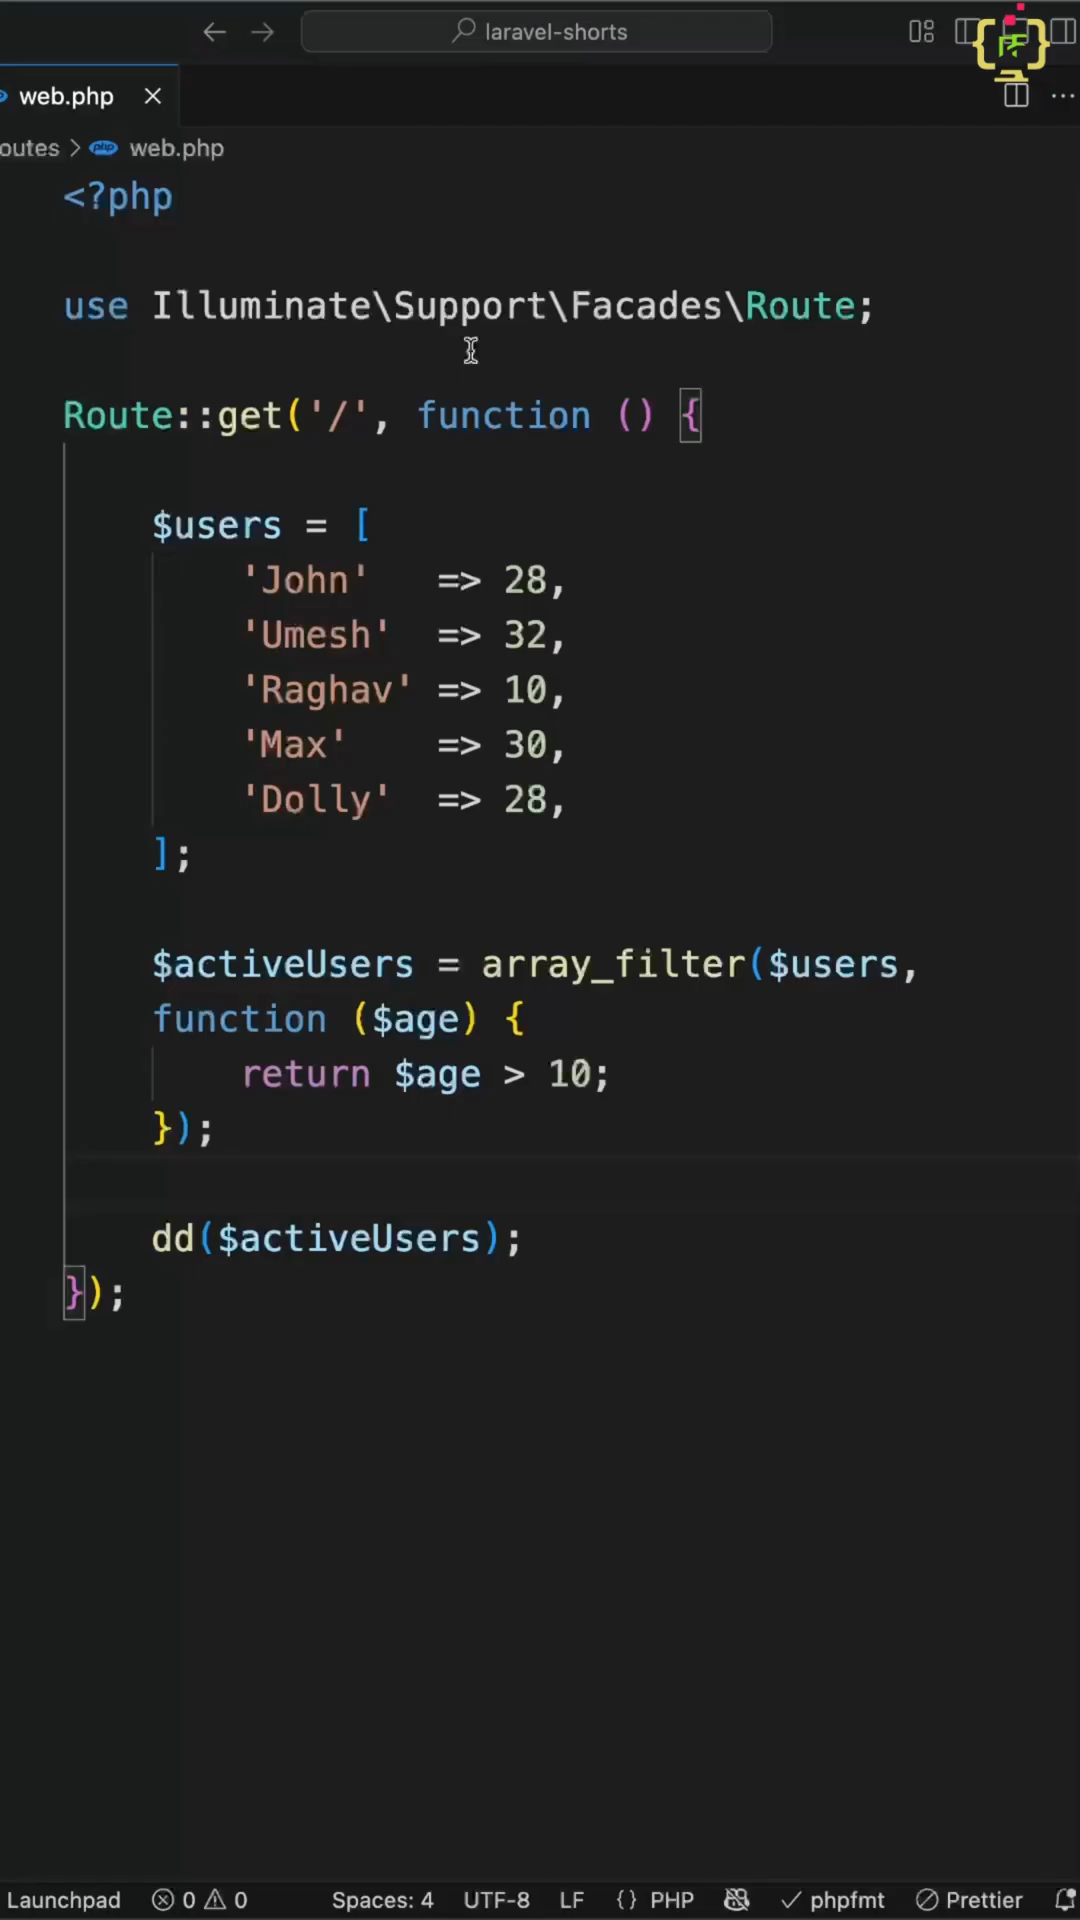 laravel-shorts
web.php
outes > web.php
<?php
use Illuminate\Support\Facades\Route;
Route::get('/', function () {
    $users = [
        'John'   => 28,
        'Umesh'  => 32,
        'Raghav' => 10,
        'Max'    => 30,
        'Dolly'  => 28,
    ];
    $activeUsers = array_filter($users,
    function ($age) {
        return $age > 10;
    });
    dd($activeUsers);
});
Launchpad 0 0 Spaces: 4 UTF-8 LF {} PHP phpfmt Prettier